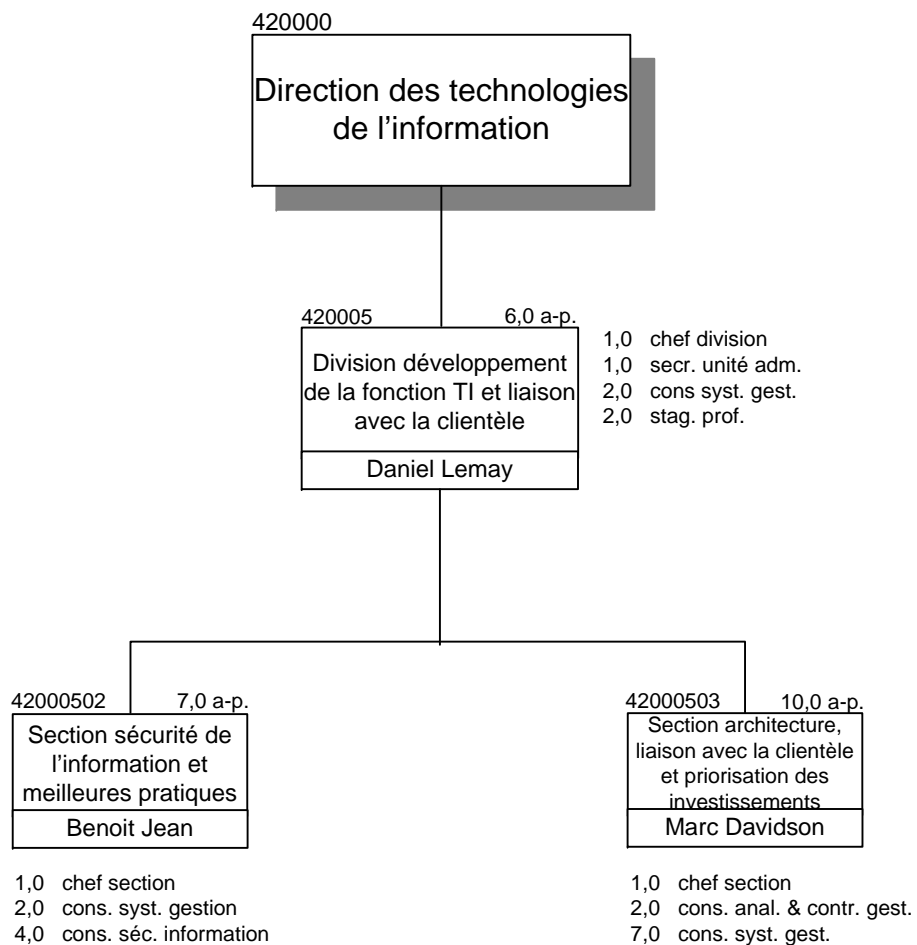 420000
Direction des technologies
de l'information
420005 6,0 a-p.
Division développement
de la fonction TI et liaison
avec la clientèle
Daniel Lemay
1,0 chef division
1,0 secr. unité adm.
2,0 cons syst. gest.
2,0 stag. prof.
42000502 7,0 a-p.
Section sécurité de
l'information et
meilleures pratiques
Benoit Jean
1,0 chef section
2,0 cons. syst. gestion
4,0 cons. séc. information
42000503 10,0 a-p.
Section architecture,
liaison avec la clientèle
et priorisation des
investissements
Marc Davidson
1,0 chef section
2,0 cons. anal. & contr. gest.
7,0 cons. syst. gest.